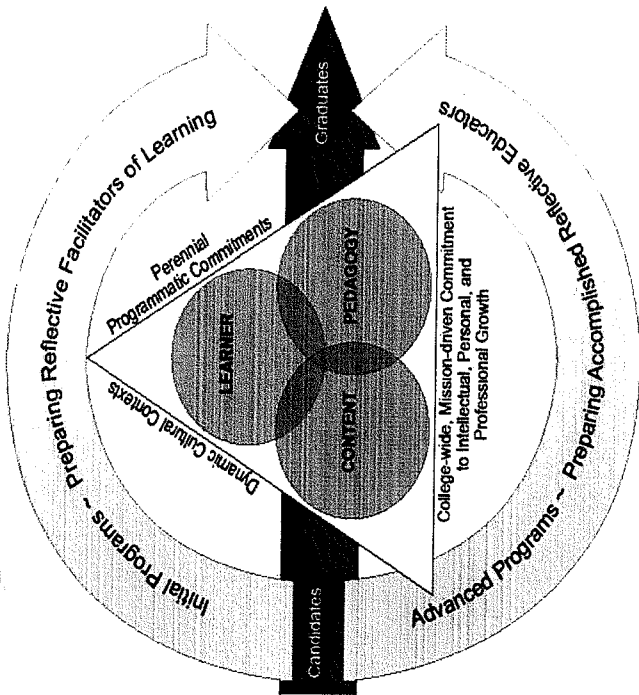 Initial Programs ~ Preparing Reflective Facilitators of Learning
Perennial
Programmatic Commitments
Dynamic Cultural Contexts
LEARNER
CONTENT
PEDAGOGY
Candidates
Graduates
College-wide, Mission-driven Commitment
to Intellectual, Personal, and
Professional Growth
Advanced Programs ~ Preparing Accomplished Reflective Educators